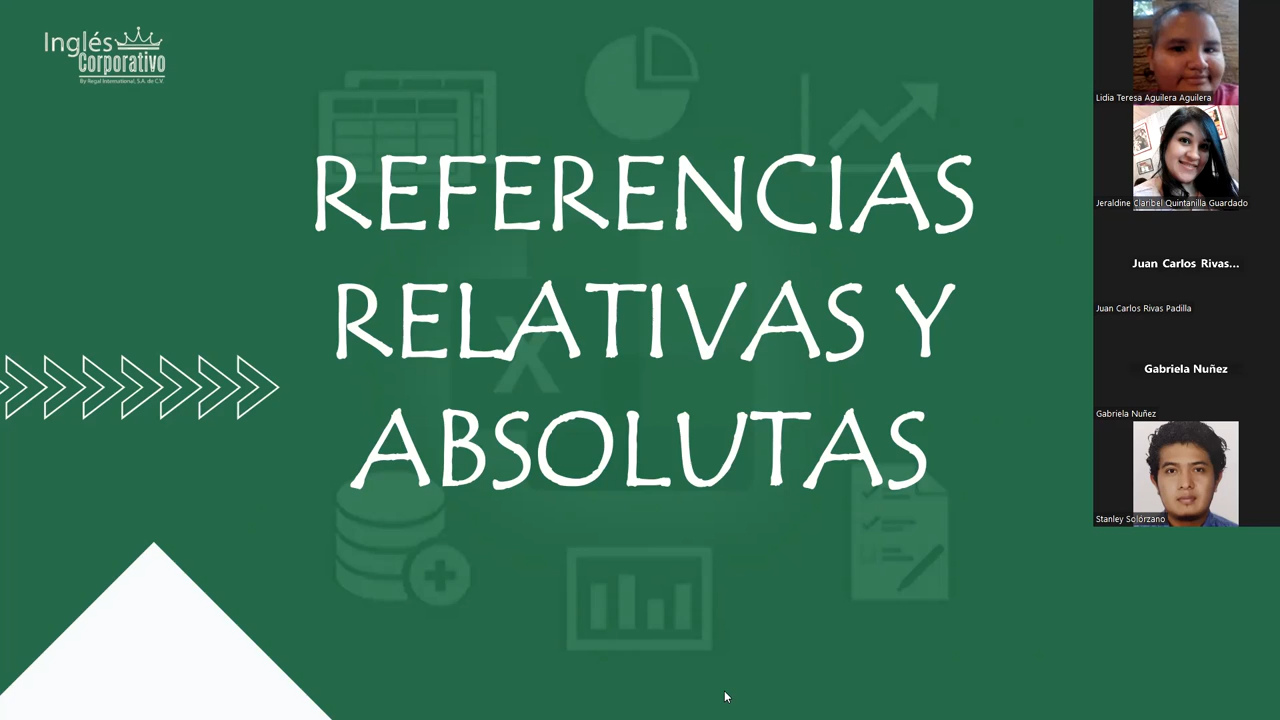 Inglés
Corporativo
By Regal International, S.A. de C.V.
REFERENCIAS
RELATIVAS Y
ABSOLUTAS
X
Lidia Teresa Aguilera Aguilera
Jeraldine Claribel Quintanilla Guardado
Juan Carlos Rivas...
Juan Carlos Rivas Padilla
Gabriela Nuñez
Gabriela Nuñez
Stanley Solórzano